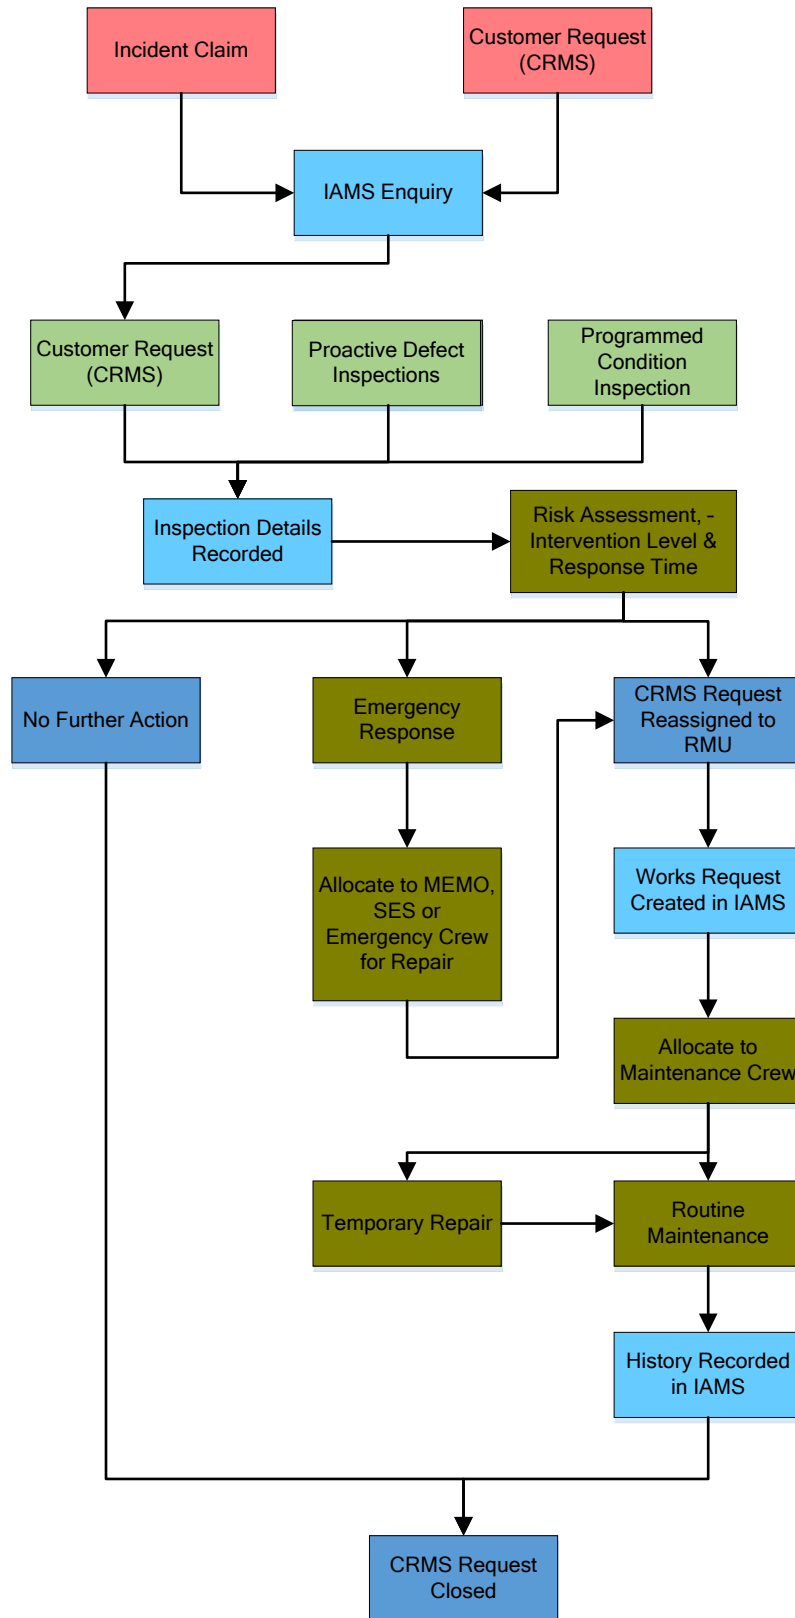 Incident Claim
Customer Request
(CRMS)
IAMS Enquiry
Customer Request
(CRMS)
Proactive Defect
Inspections
Programmed
Condition
Inspection
Inspection Details
Recorded
Risk Assessment, -
Intervention Level &
Response Time
No Further Action
Emergency
Response
CRMS Request
Reassigned to
RMU
Allocate to MEMO,
SES or
Emergency Crew
for Repair
Works Request
Created in IAMS
Allocate to
Maintenance Crew
Temporary Repair
Routine
Maintenance
History Recorded
in IAMS
CRMS Request
Closed